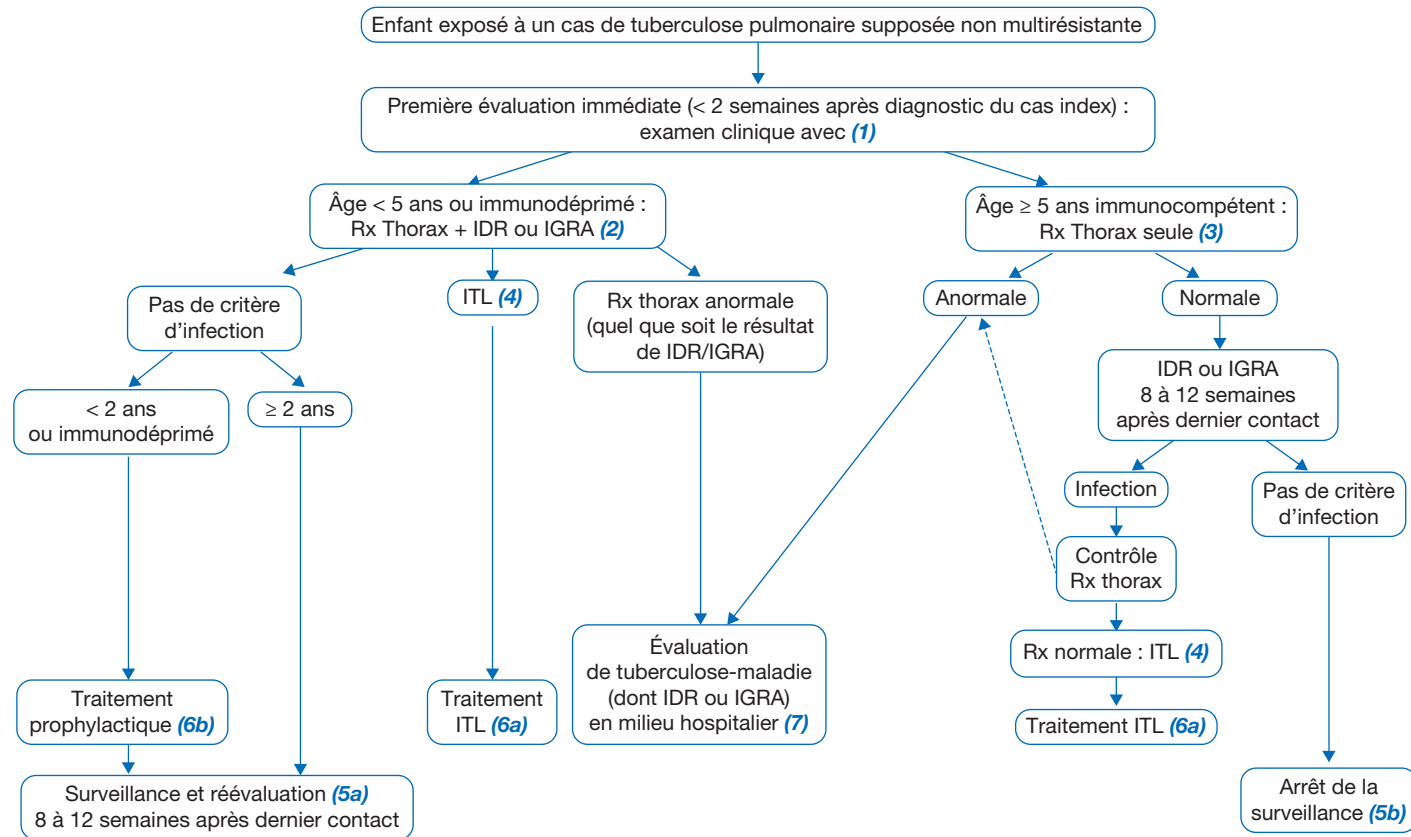 Enfant exposé à un cas de tuberculose pulmonaire supposée non multirésistante
Première évaluation immédiate (< 2 semaines après diagnostic du cas index) :
examen clinique avec (1)
Âge < 5 ans ou immunodéprimé :
Rx Thorax + IDR ou IGRA (2)
Âge ≥ 5 ans immunocompétent :
Rx Thorax seule (3)
Pas de critère
d’infection
ITL (4)
Rx thorax anormale
(quel que soit le résultat
de IDR/IGRA)
Anormale
Normale
< 2 ans
ou immunodéprimé
≥ 2 ans
IDR ou IGRA
8 à 12 semaines
après dernier contact
Infection
Pas de critère
d’infection
Contrôle
Rx thorax
Rx normale : ITL (4)
Traitement
prophylactique (6b)
Traitement
ITL (6a)
Évaluation
de tuberculose-maladie
(dont IDR ou IGRA)
en milieu hospitalier (7)
Traitement ITL (6a)
Surveillance et réévaluation (5a)
8 à 12 semaines après dernier contact
Arrêt de la
surveillance (5b)